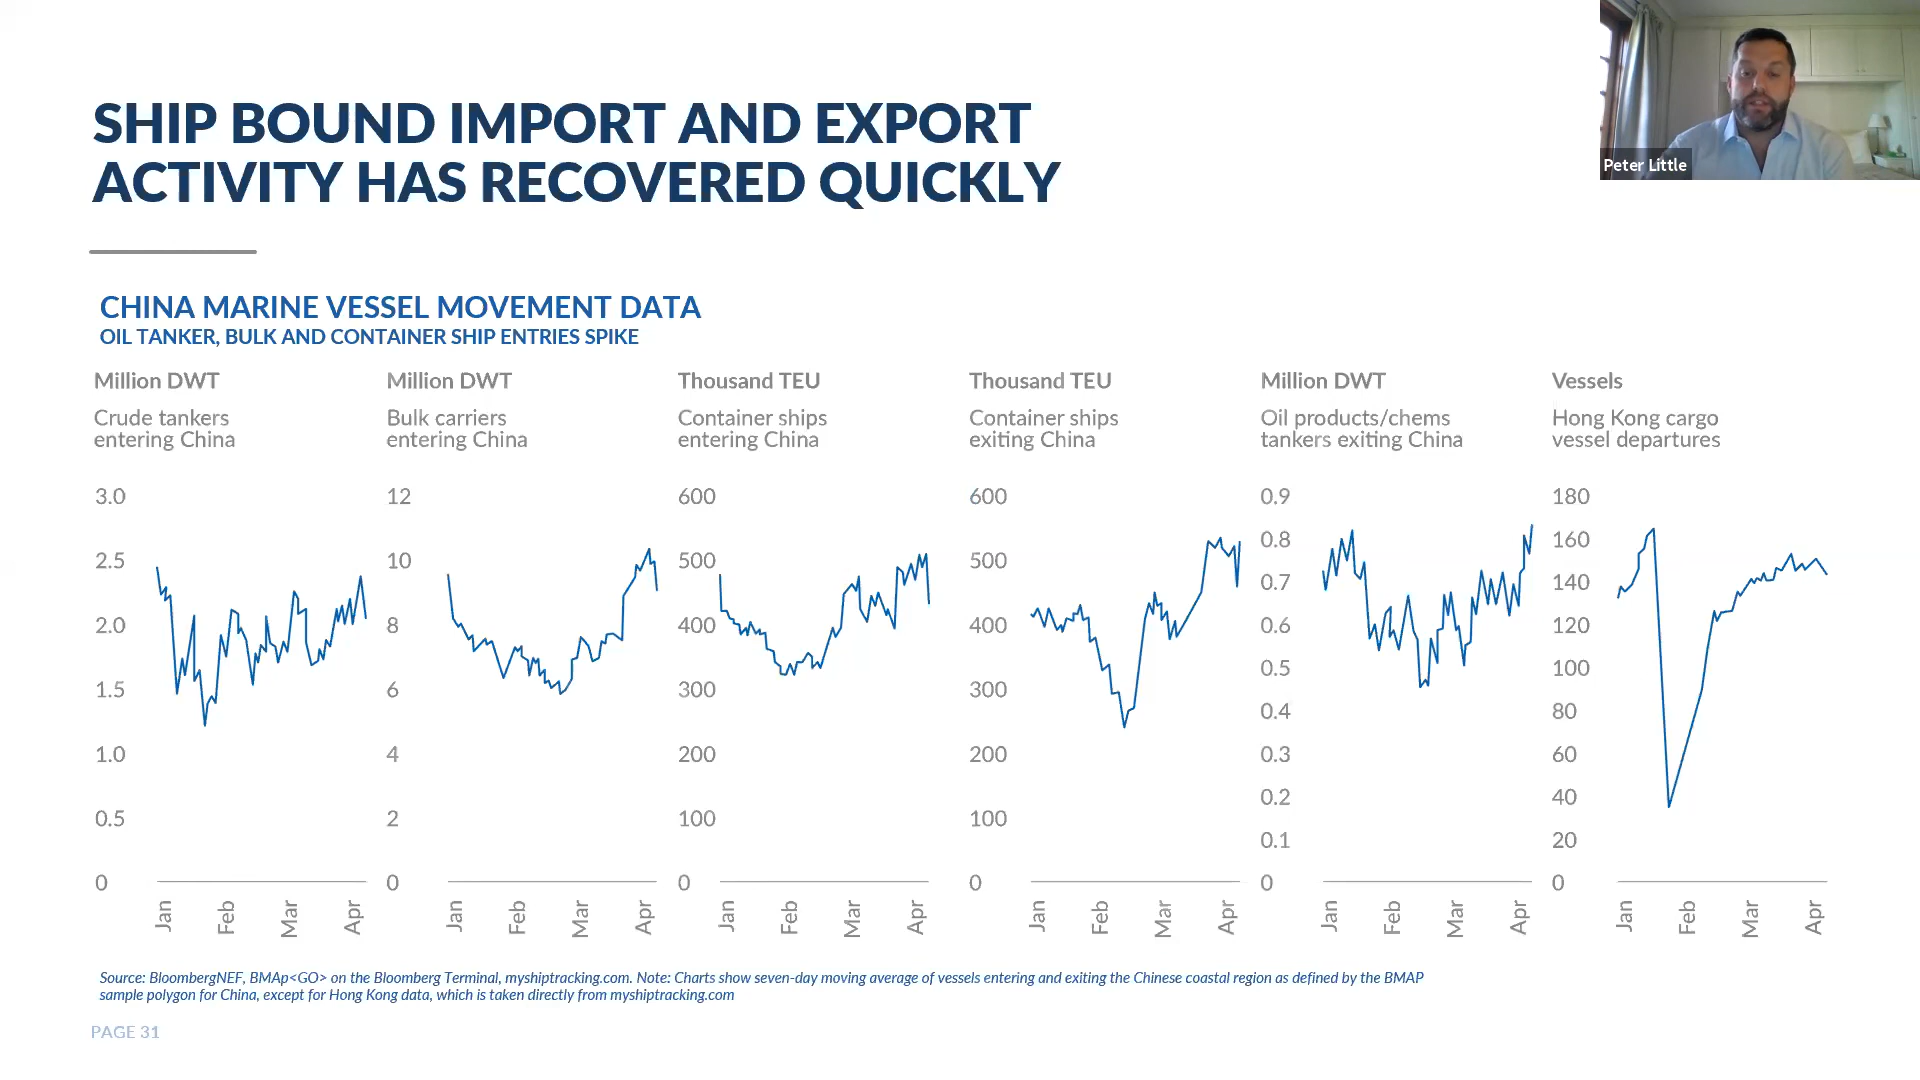 SHIP BOUND IMPORT AND EXPORT
ACTIVITY HAS RECOVERED QUICKLY
Peter Little
CHINA MARINE VESSEL MOVEMENT DATA
OIL TANKER, BULK AND CONTAINER SHIP ENTRIES SPIKE
Million DWT
Crude tankers
entering China
3.0
2.5
2.0
1.5
1.0
0.5
0
Jan
Feb
Mar
Apr
Million DWT
Bulk carriers
entering China
12
10
8
6
4
2
0
Jan
Feb
Mar
Apr
Thousand TEU
Container ships
entering China
600
500
400
300
200
100
0
Jan
Feb
Mar
Apr
Thousand TEU
Container ships
exiting China
600
500
400
300
200
100
0
Jan
Feb
Mar
Apr
Million DWT
Oil products/chems
tankers exiting China
0.9
0.8
0.7
0.6
0.5
0.4
0.3
0.2
0.1
0
Jan
Feb
Mar
Apr
Vessels
Hong Kong cargo
vessel departures
180
160
140
120
100
80
60
40
20
0
Jan
Feb
Mar
Apr
Source: BloombergNEF, BMAp<GO> on the Bloomberg Terminal, myshiptracking.com. Note: Charts show seven-day moving average of vessels entering and exiting the Chinese coastal region as defined by the BMAP
sample polygon for China, except for Hong Kong data, which is taken directly from myshiptracking.com
PAGE 31